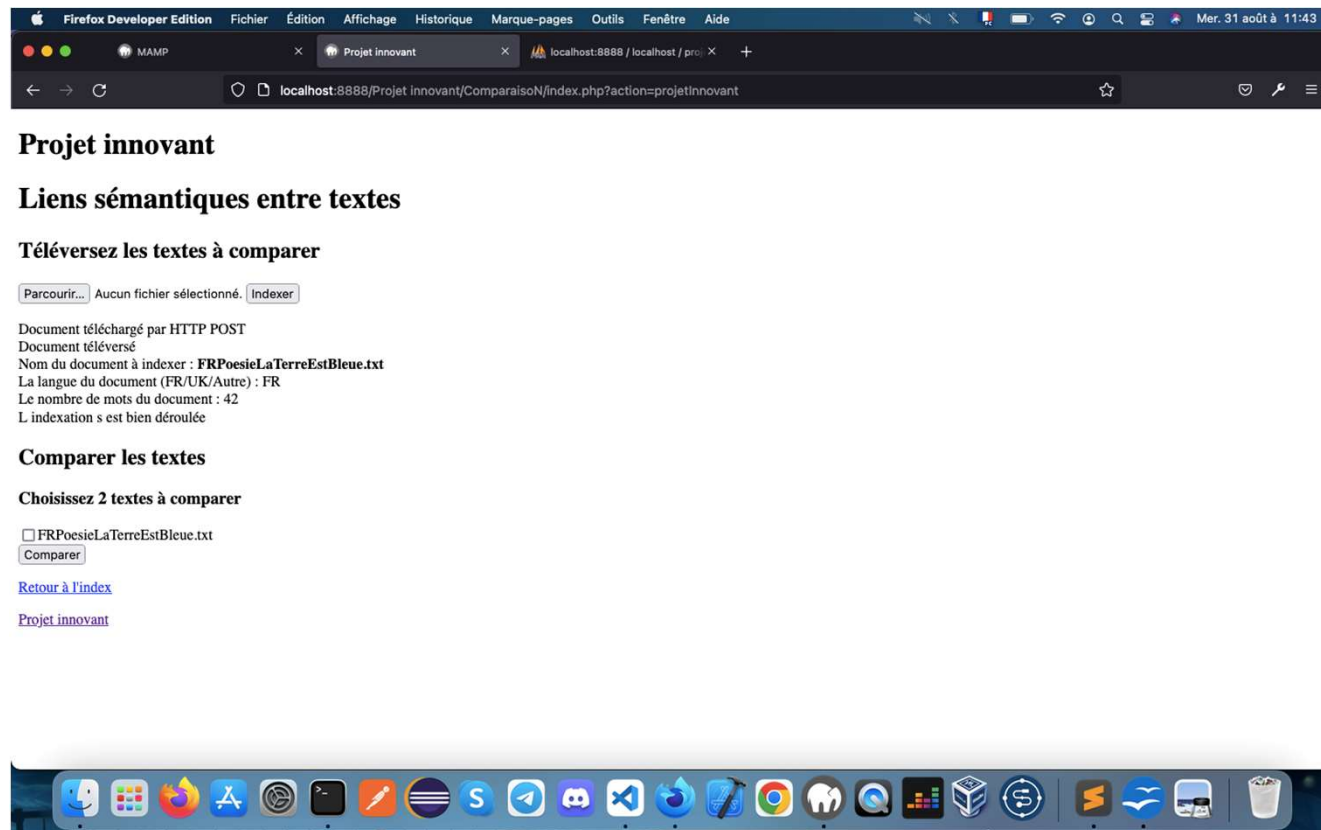 Firefox Developer Edition Fichier Édition Affichage Historique Marque-pages Outils Fenêtre Aide Mer. 31 août à 11:43
MAMP Projet innovant localhost:8888 / localhost / proj
localhost:8888/Projet innovant/ComparaisoN/index.php?action=projetInnovant
Projet innovant
Liens sémantiques entre textes
Téléversez les textes à comparer
Parcourir... Aucun fichier sélectionné. Indexer
Document téléchargé par HTTP POST
Document téléversé
Nom du document à indexer : FRPoesieLaTerreEstBleue.txt
La langue du document (FR/UK/Autre) : FR
Le nombre de mots du document : 42
L indexation s est bien déroulée
Comparer les textes
Choisissez 2 textes à comparer
FRPoesieLaTerreEstBleue.txt
Comparer
Retour à l'index
Projet innovant